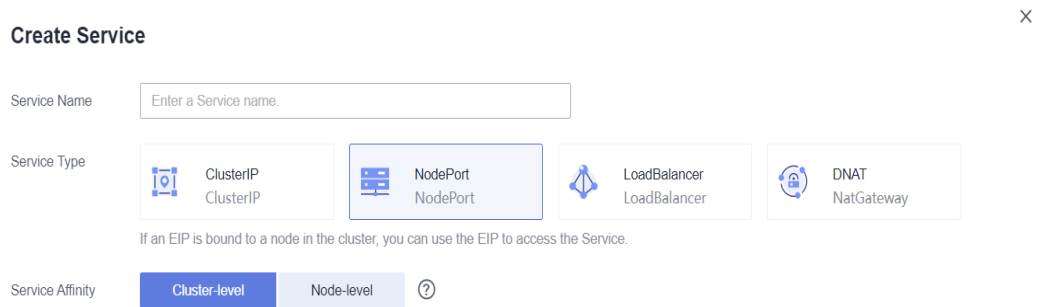 Create Service
X
Service Name
Enter a Service name.
Service Type
ClusterIP
ClusterIP
NodePort
NodePort
LoadBalancer
LoadBalancer
DNAT
NatGateway
If an EIP is bound to a node in the cluster, you can use the EIP to access the Service.
Service Affinity
Cluster-level
Node-level
?